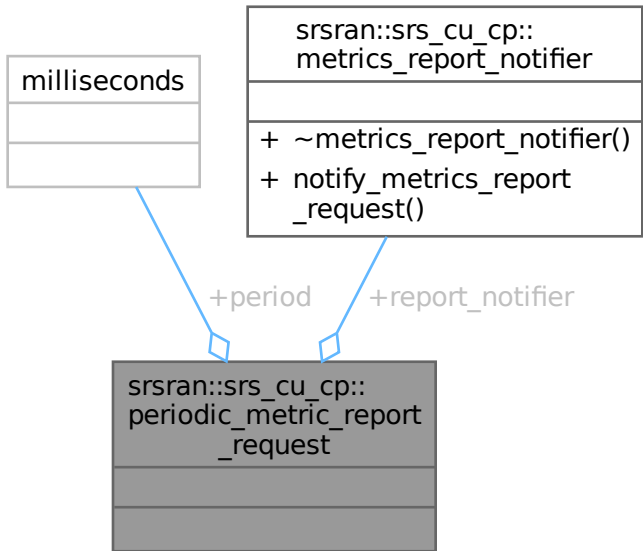 milliseconds
srsran::srs_cu_cp::
metrics_report_notifier
+ ~metrics_report_notifier()
+ notify_metrics_report
_request()
+period
+report_notifier
srsran::srs_cu_cp::
periodic_metric_report
_request